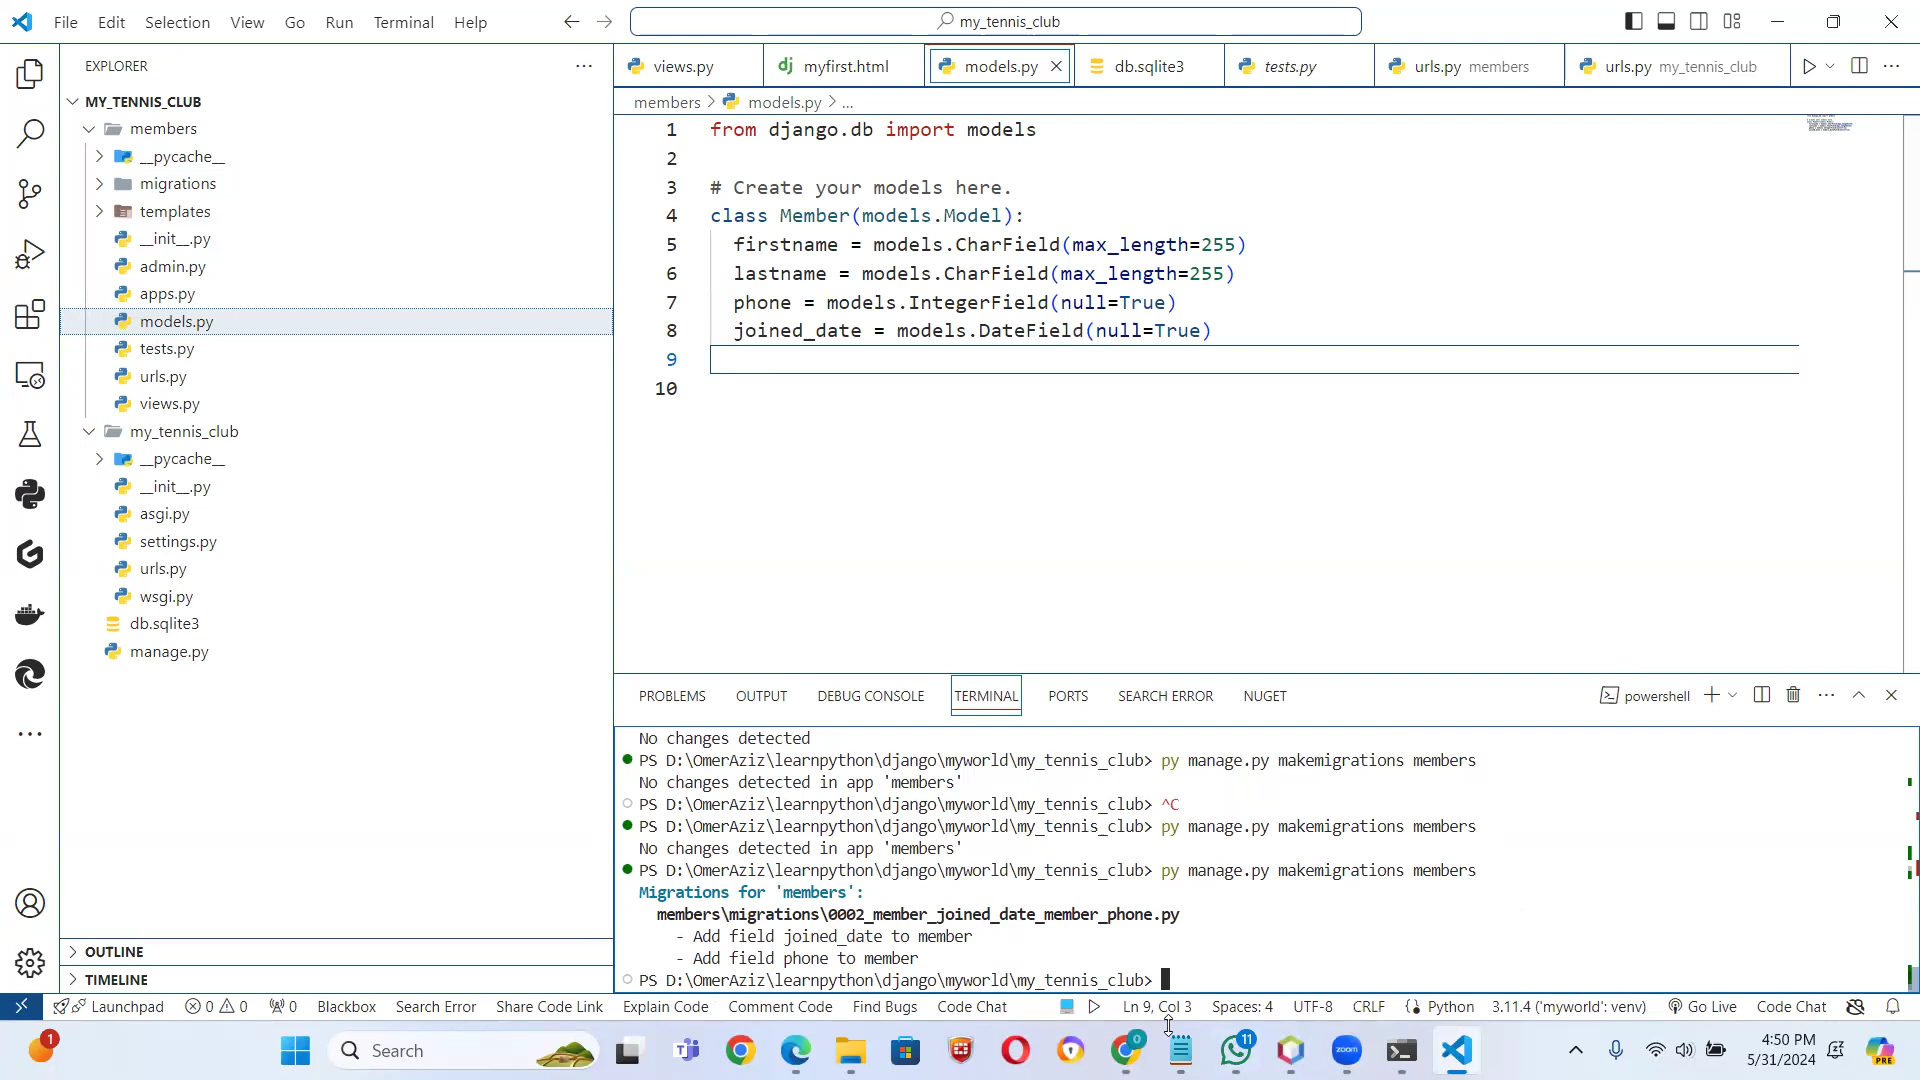 File Edit Selection View Go Run Terminal Help
my_tennis_club
EXPLORER
MY_TENNIS_CLUB
members
__pycache__
migrations
templates
__init__.py
admin.py
apps.py
models.py
tests.py
urls.py
views.py
my_tennis_club
__pycache__
__init__.py
asgi.py
settings.py
urls.py
wsgi.py
db.sqlite3
manage.py
OUTLINE
TIMELINE
views.py myfirst.html models.py db.sqlite3 tests.py urls.py members urls.py my_tennis_club
members > models.py > ...
1 from django.db import models
2
3 # Create your models here.
4 class Member(models.Model):
5 firstname = models.CharField(max_length=255)
6 lastname = models.CharField(max_length=255)
7 phone = models.IntegerField(null=True)
8 joined_date = models.DateField(null=True)
9
10
PROBLEMS OUTPUT DEBUG CONSOLE TERMINAL PORTS SEARCH ERROR NUGET powershell
No changes detected
PS D:\OmerAziz\learnpython\django\myworld\my_tennis_club> py manage.py makemigrations members
No changes detected in app 'members'
PS D:\OmerAziz\learnpython\django\myworld\my_tennis_club> ^C
PS D:\OmerAziz\learnpython\django\myworld\my_tennis_club> py manage.py makemigrations members
No changes detected in app 'members'
PS D:\OmerAziz\learnpython\django\myworld\my_tennis_club> py manage.py makemigrations members
Migrations for 'members':
members\migrations\0002_member_joined_date_member_phone.py
- Add field joined_date to member
- Add field phone to member
PS D:\OmerAziz\learnpython\django\myworld\my_tennis_club>
Launchpad 0 0 0 Blackbox Search Error Share Code Link Explain Code Comment Code Find Bugs Code Chat Ln 9, Col 3 Spaces: 4 UTF-8 CRLF Python 3.11.4 ('myworld': venv) Go Live Code Chat
1 Search 0 11 zoom 4:50 PM PRE
5/31/2024